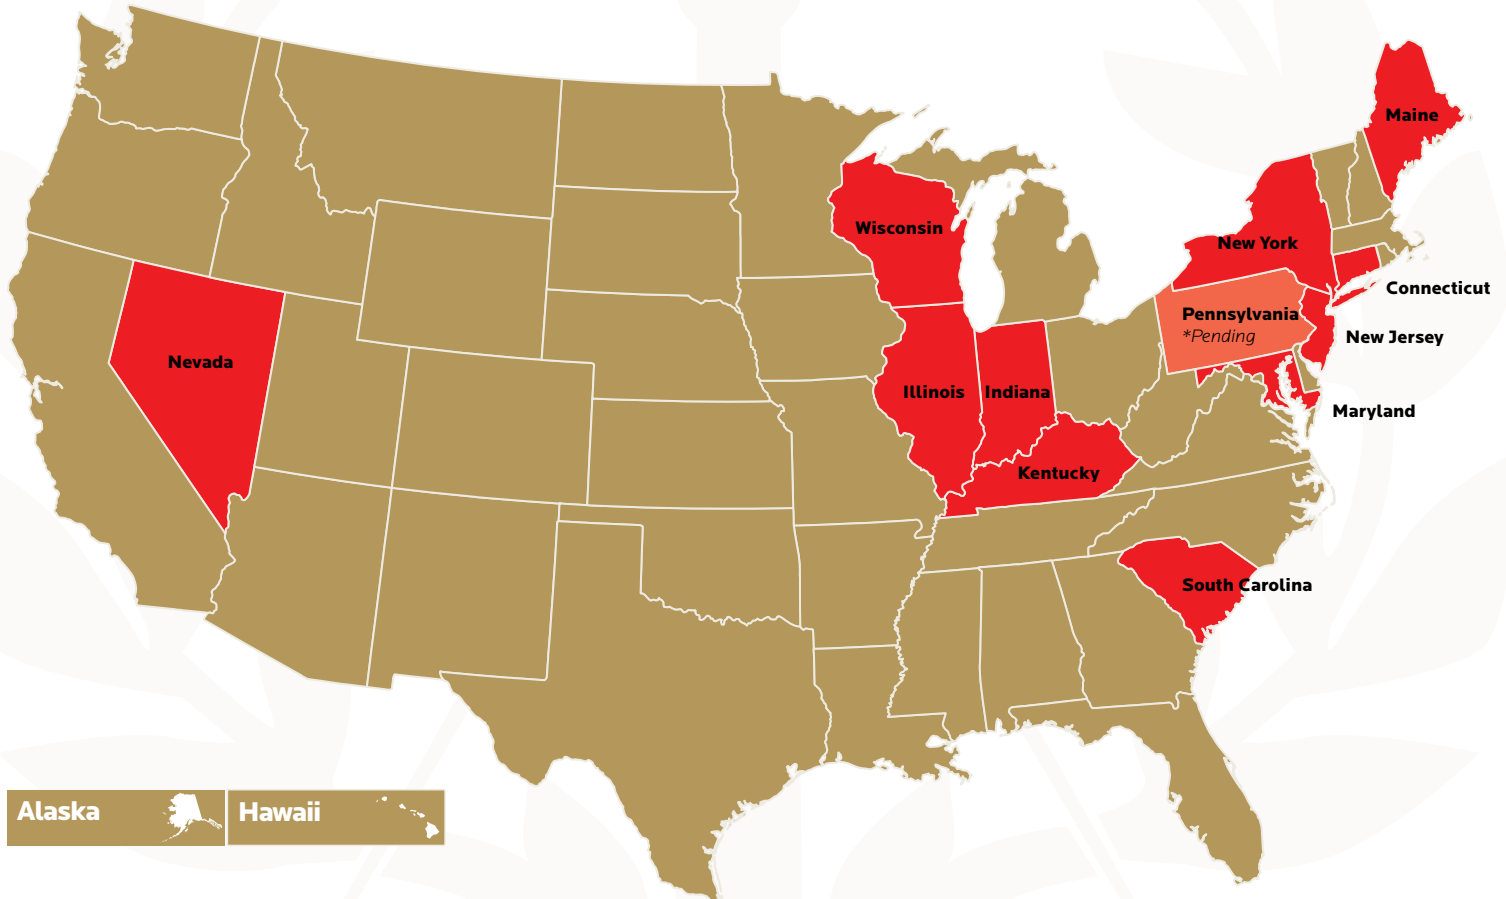 Maine
Wisconsin
New York
Connecticut
Pennsylvania
*Pending
New Jersey
Nevada
Illinois
Indiana
Maryland
Kentucky
South Carolina
Alaska
Hawaii